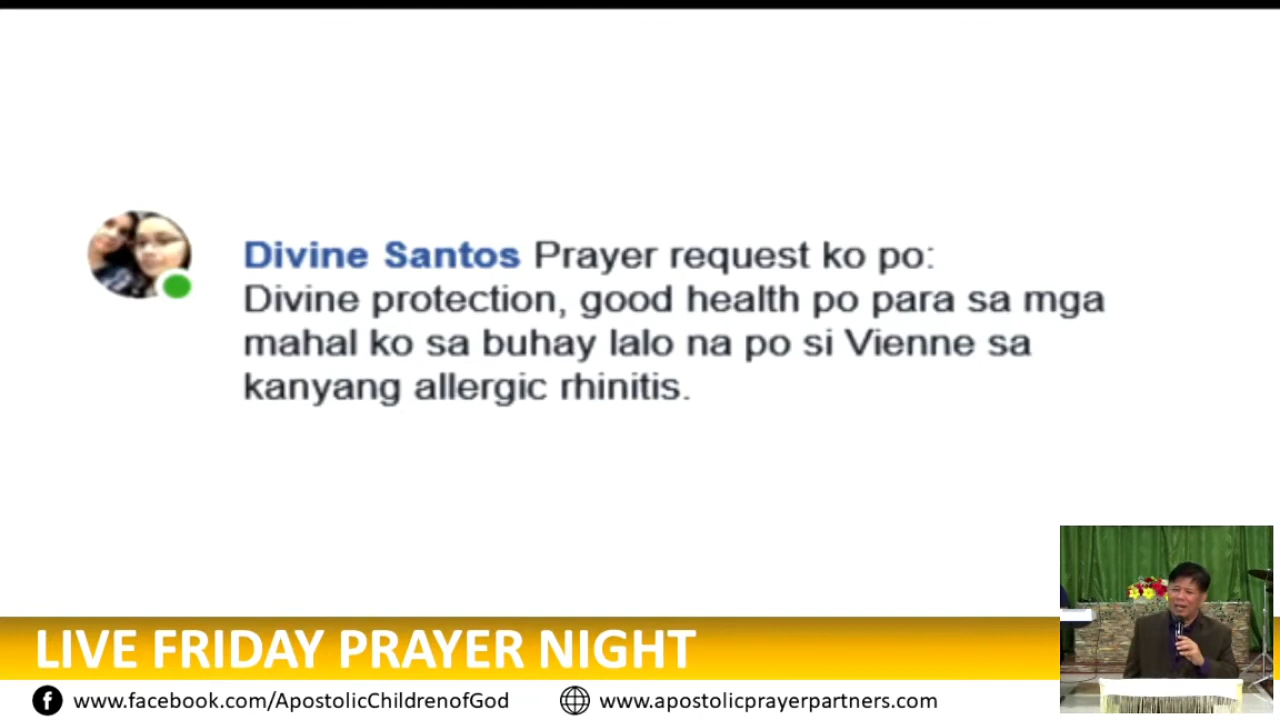 Divine Santos Prayer request ko po:
Divine protection, good health po para sa mga
mahal ko sa buhay lalo na po si Vienne sa
kanyang allergic rhinitis.
LIVE FRIDAY PRAYER NIGHT
www.facebook.com/ApostolicChildrenofGod
www.apostolicprayerpartners.com